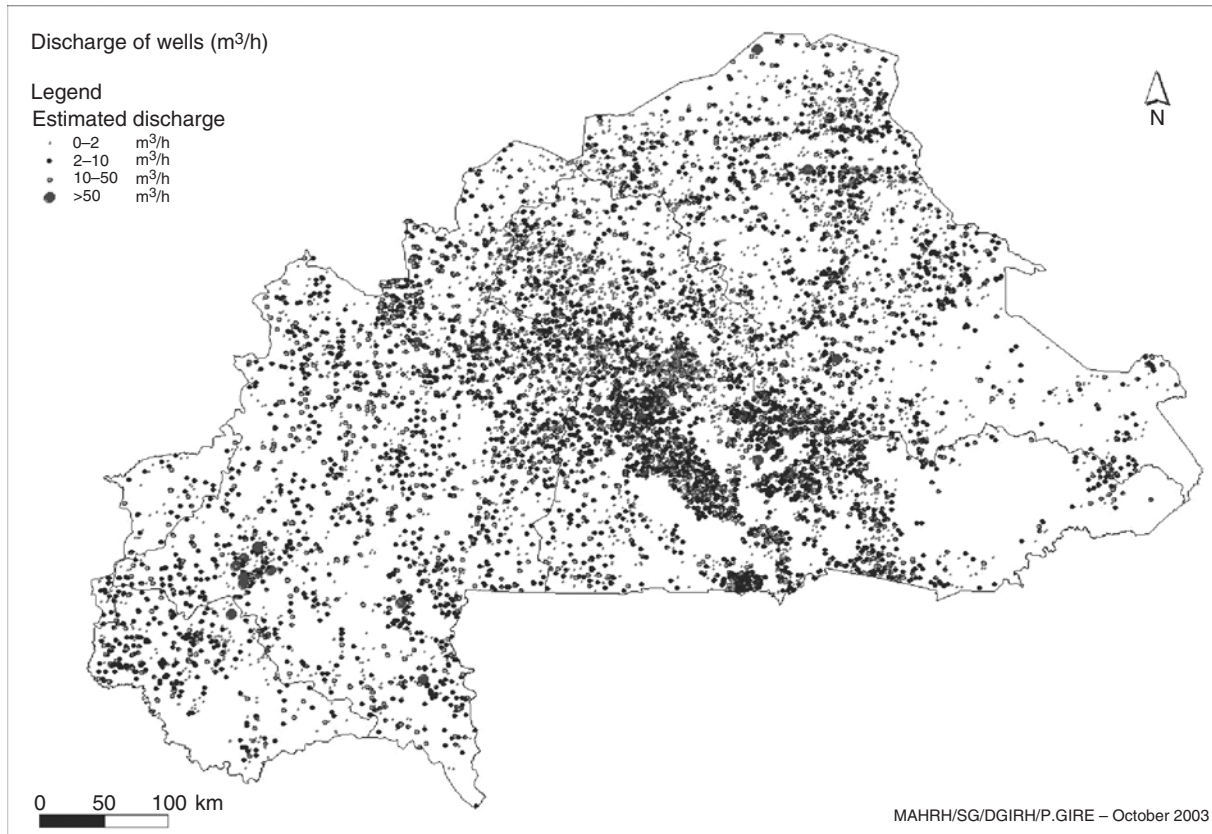 Discharge of wells (m³/h)
Legend
Estimated discharge
0–2 m³/h
2–10 m³/h
10–50 m³/h
>50 m³/h
N
0 50 100 km
MAHRH/SG/DGIRH/P.GIRE – October 2003